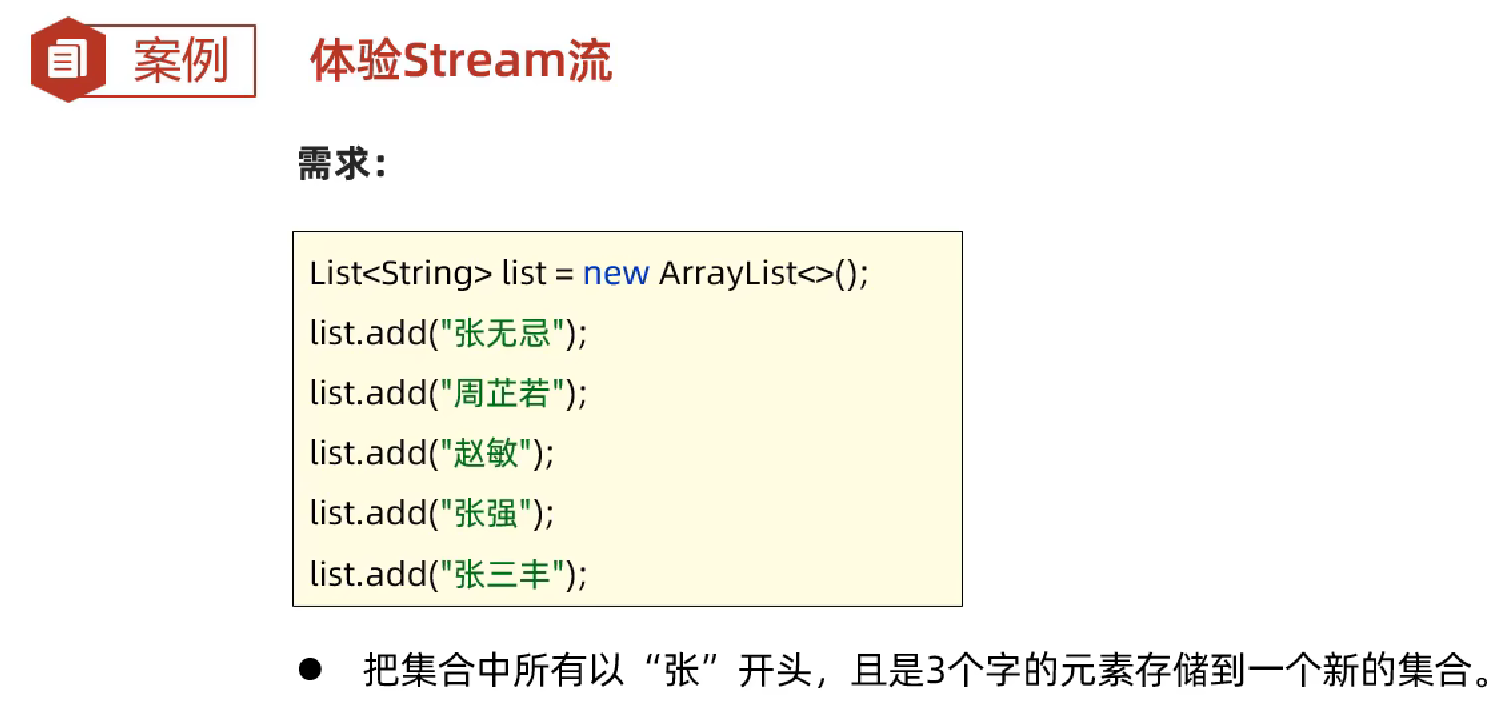 案例
体验Stream流
需求：
List<String> list = new ArrayList<>();
list.add("张无忌");
list.add("周芷若");
list.add("赵敏");
list.add("张强");
list.add("张三丰");
● 把集合中所有以“张”开头，且是3个字的元素存储到一个新的集合。